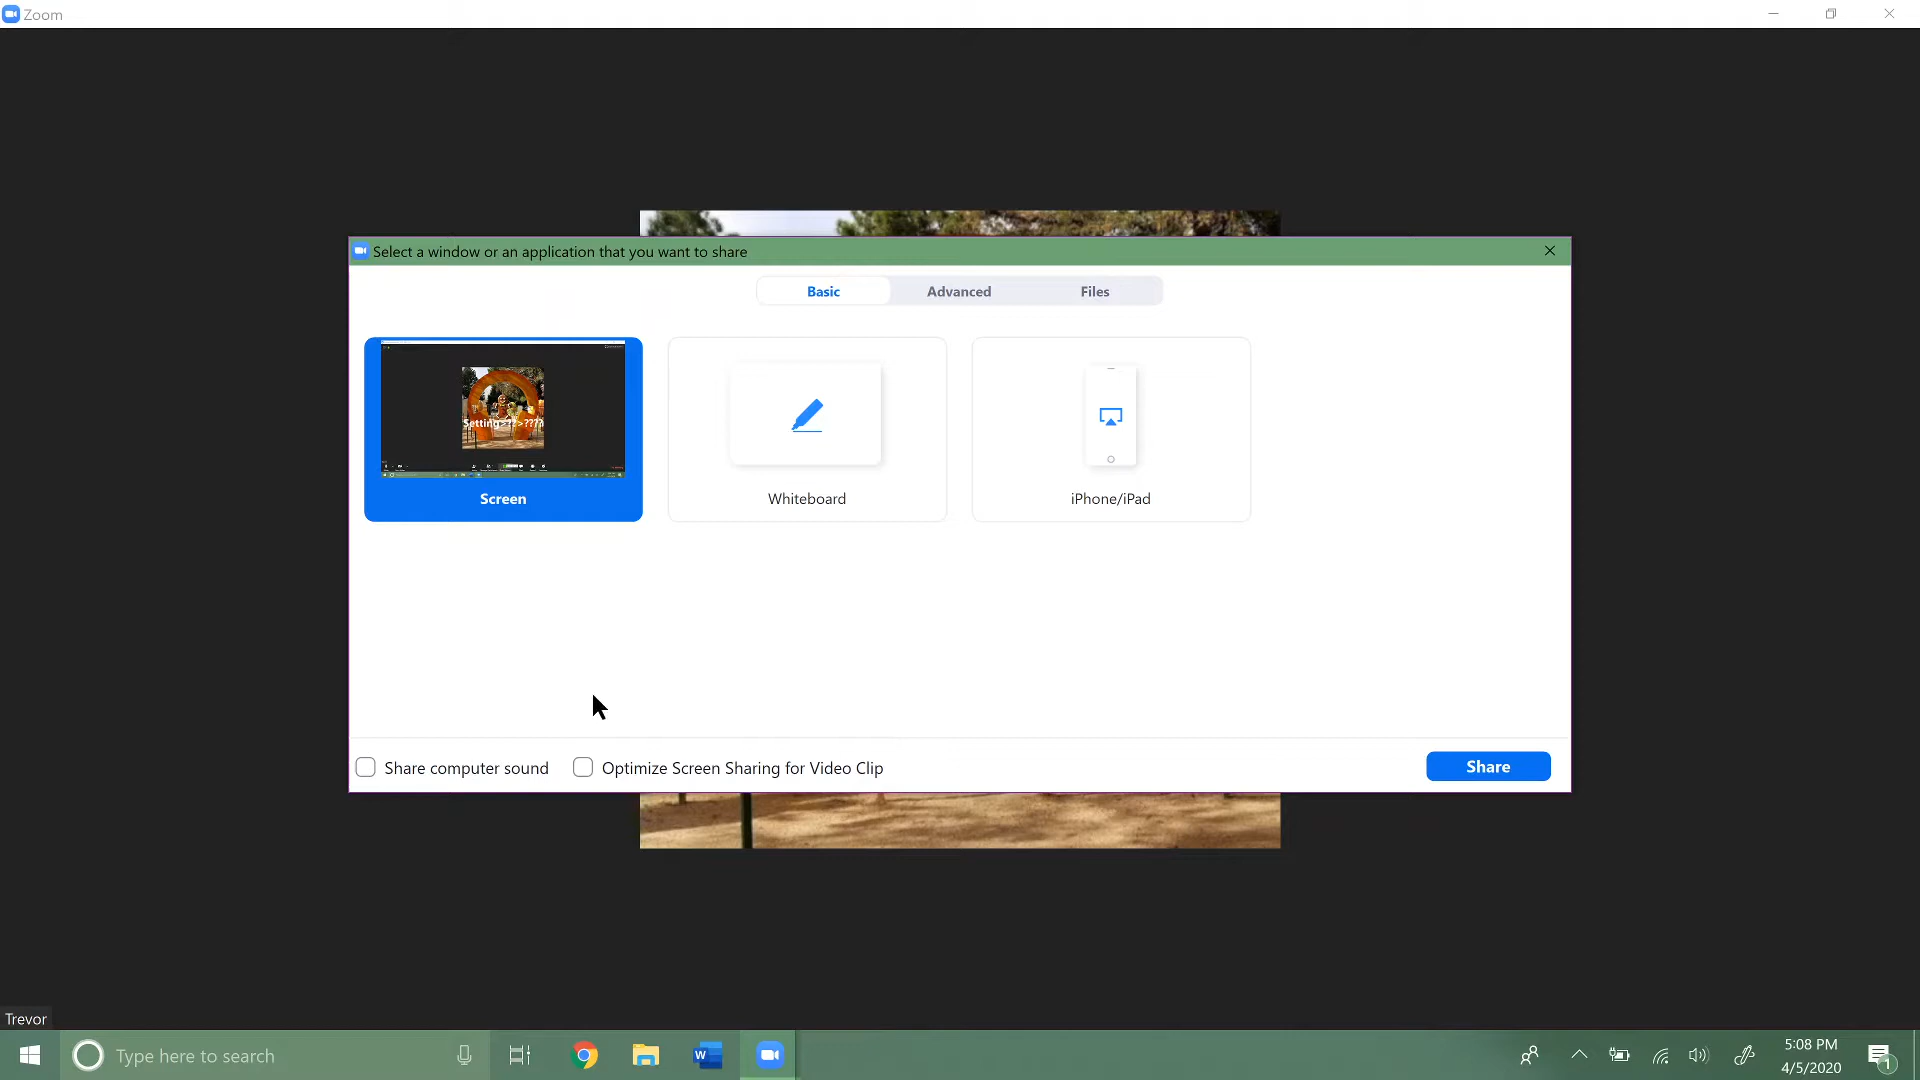 Zoom
Select a window or an application that you want to share
Basic
Advanced
Files
Setting>??>????
Screen
Whiteboard
iPhone/iPad
Share computer sound
Optimize Screen Sharing for Video Clip
Share
Trevor
Type here to search
W
5:08 PM
4/5/2020
1